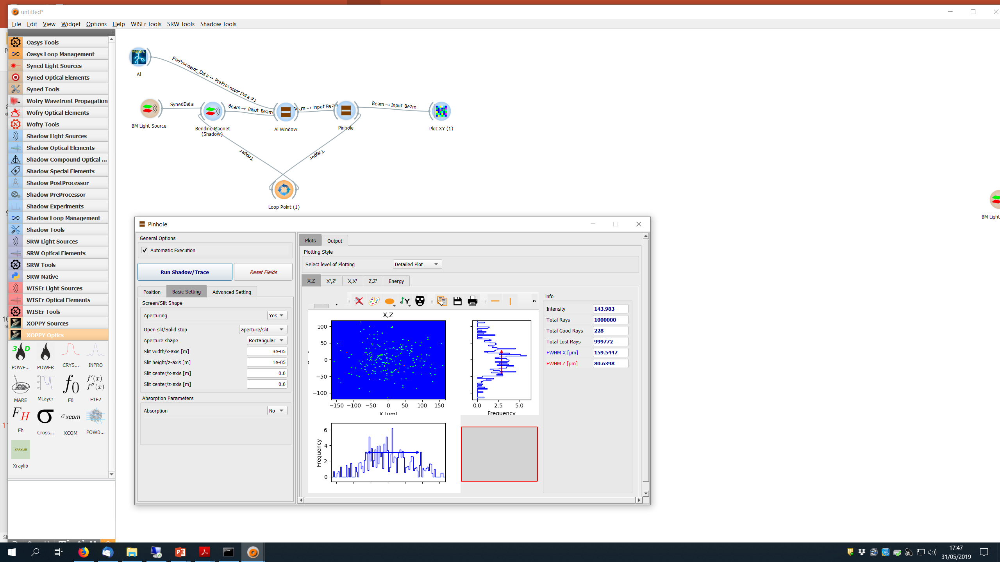 untitled*
File Edit View Widget Options Help WISEr Tools SRW Tools Shadow Tools
Oasys Tools
Oasys Loop Management
Syned Light Sources
Syned Optical Elements
Syned Tools
Wofry Wavefront Propagation
Wofry Optical Elements
Wofry Tools
Shadow Light Sources
Shadow Optical Elements
Shadow Compound Optical ...
Shadow Special Elements
Shadow PostProcessor
Shadow PreProcessor
Shadow Experiments
Shadow Loop Management
Shadow Tools
SRW Light Sources
SRW Optical Elements
SRW Tools
SRW Native
WISEr Light Sources
WISEr Optical Elements
WISEr Tools
XOPPY Sources
XOPPY Optics
3 D
POWE... POWER CRYS... INPRO
f0 f′(x) f″(x)
MARE MLayer F0 F1F2
FH σ σ xcom
Fh Cross... XCOM POWD...
XRAYLIB
Xraylib
PREREFL
Al
PreProcessor_Data → PreProcessor Data #1
SynedData
Beam → Input Beam
Beam → Input Beam
Beam → Input Beam
BM Light Source
Bending Magnet
(Shadow)
Al Window
Pinhole
Plot XY (1)
Trigger
Trigger
Loop Point (1)
BM Light
Pinhole
General Options
Automatic Execution
Run Shadow/Trace Reset Fields
Position Basic Setting Advanced Setting
Screen/Slit Shape
Aperturing Yes
Open slit/Solid stop aperture/slit
Aperture shape Rectangular
Slit width/x-axis [m] 3e-05
Slit height/z-axis [m] 1e-05
Slit center/x-axis [m] 0.0
Slit center/z-axis [m] 0.0
Absorption Parameters
Absorption No
Plots Output
Plotting Style
Select level of Plotting Detailed Plot
X,Z X',Z' X,X' Z,Z' Energy
Y »
X,Z
100
50
0
−50
−100
−150 −100 −50 0 50 100 150
X [μm]
0.0 2.5 5.0
Frequency
6
4
2
0
Frequency
Info
Intensity 143.983
Total Rays 1000000
Total Good Rays 228
Total Lost Rays 999772
FWHM X [μm] 159.5447
FWHM Z [μm] 80.6398
10
11
Sli
17:47
31/05/2019